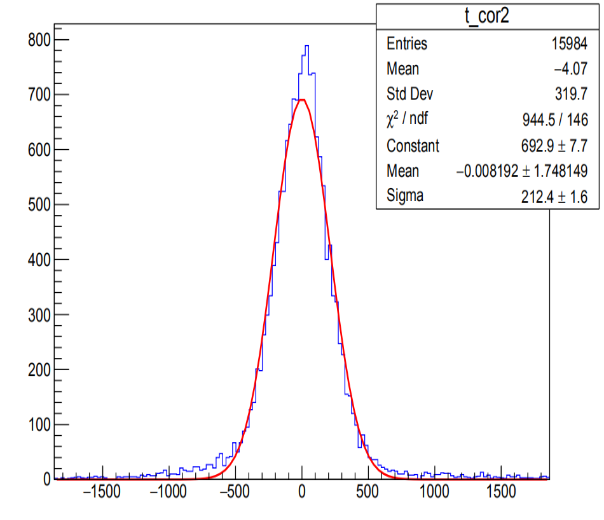 t_cor2
Entries 15984
Mean −4.07
Std Dev 319.7
χ² / ndf 944.5 / 146
Constant 692.9 ± 7.7
Mean −0.008192 ± 1.748149
Sigma 212.4 ± 1.6
800
700
600
500
400
300
200
100
0
−1500 −1000 −500 0 500 1000 1500